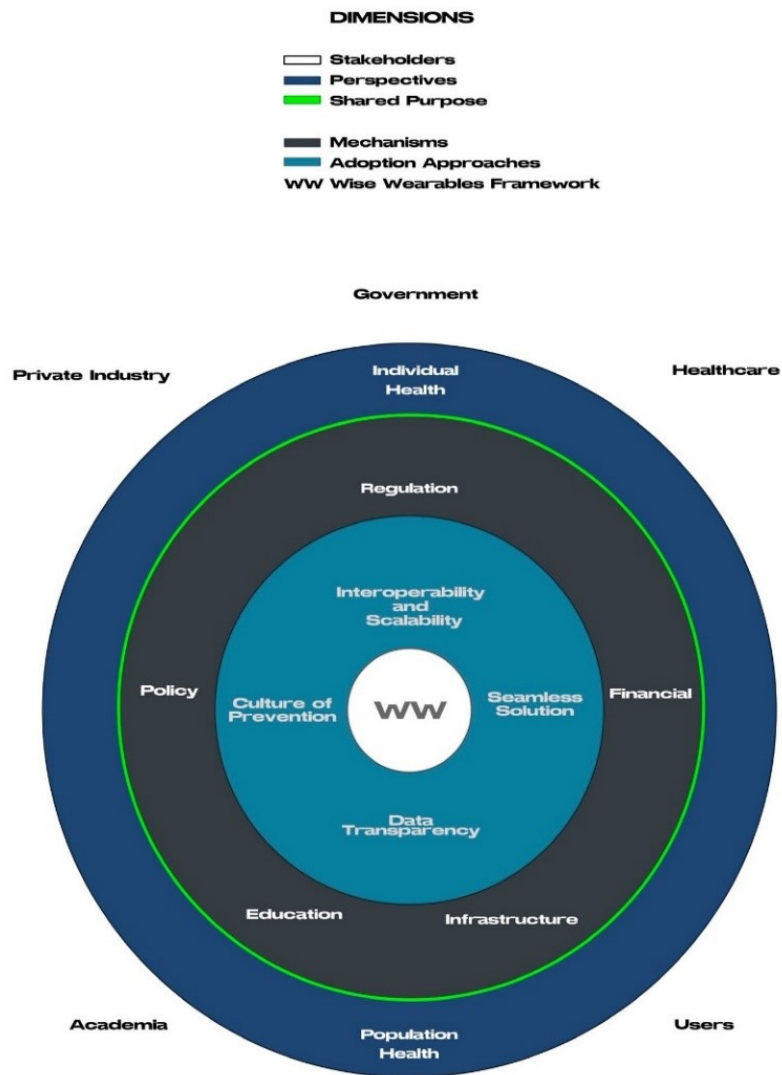 DIMENSIONS
Stakeholders
Perspectives
Shared Purpose
Mechanisms
Adoption Approaches
WW Wise Wearables Framework
Government
Private Industry
Individual
Health
Healthcare
Regulation
Interoperability
and
Scalability
Policy
Culture of
Prevention
WW
Seamless
Solution
Financial
Data
Transparency
Education
Infrastructure
Academia
Population
Health
Users